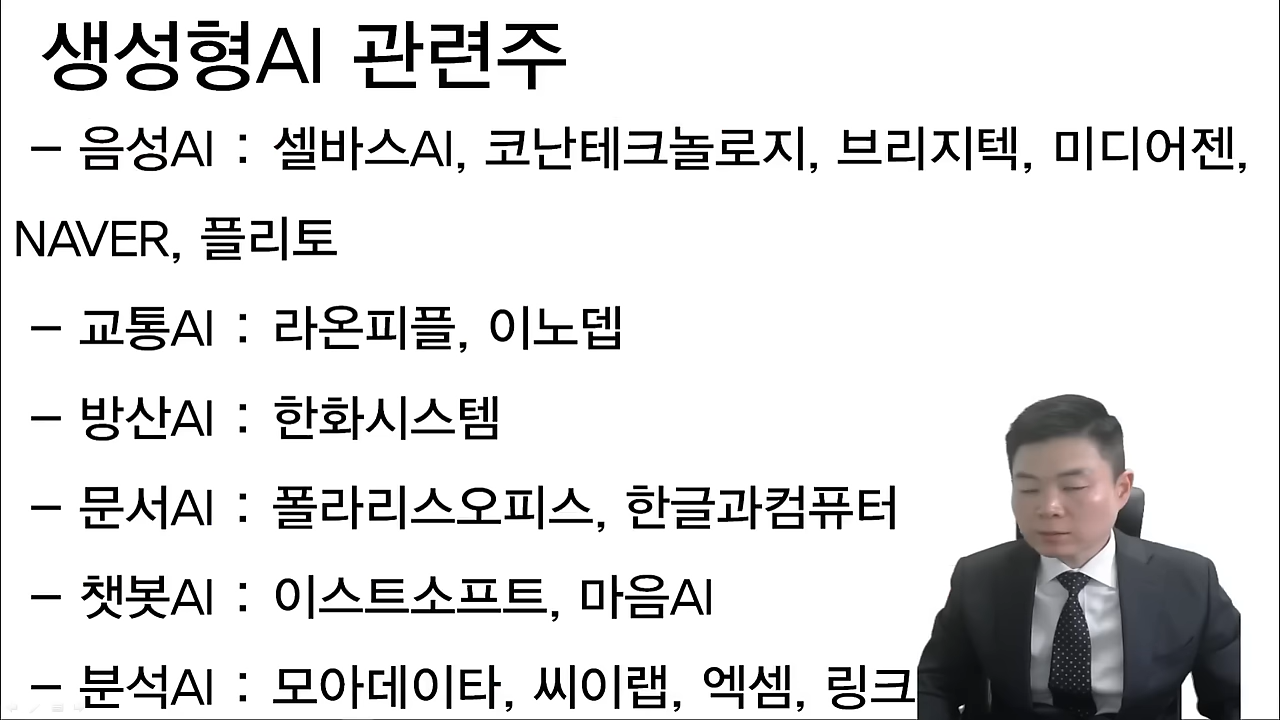 생성형AI 관련주
– 음성AI : 셀바스AI, 코난테크놀로지, 브리지텍, 미디어젠,
NAVER, 플리토
– 교통AI : 라온피플, 이노뎁
– 방산AI : 한화시스템
– 문서AI : 폴라리스오피스, 한글과컴퓨터
– 챗봇AI : 이스트소프트, 마음AI
– 분석AI : 모아데이타, 씨이랩, 엑셈, 링크